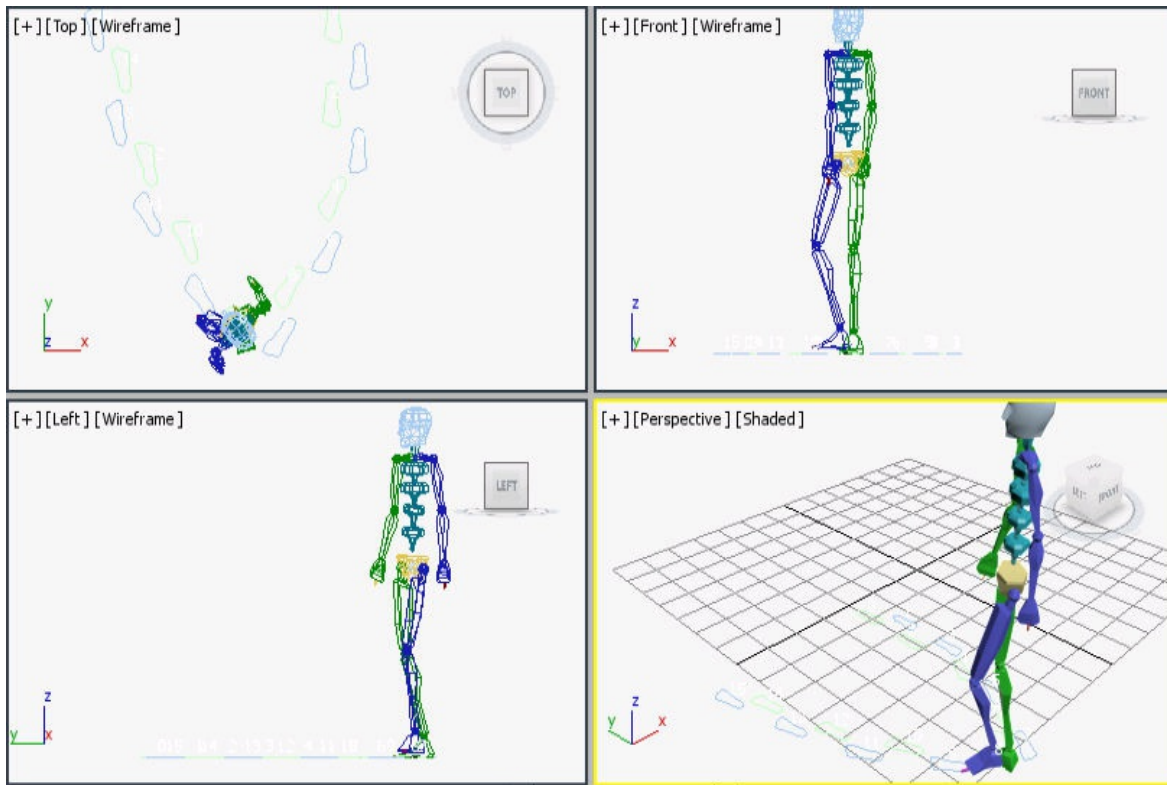 [+] [Top] [Wireframe]
TOP
y
z x
[+] [Front] [Wireframe]
FRONT
z
y x
[+] [Left] [Wireframe]
LEFT
z
y x
[+] [Perspective] [Shaded]
z
y x